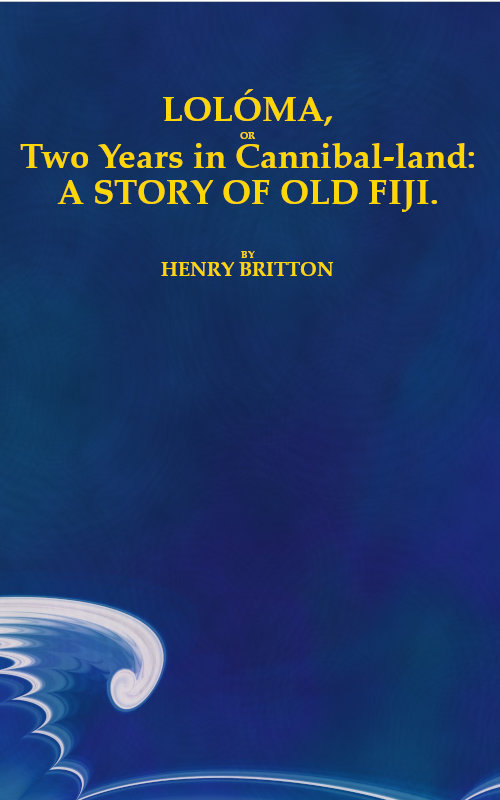 LOLÓMA,
OR
Two Years in Cannibal-land:
A STORY OF OLD FIJI.
BY
HENRY BRITTON